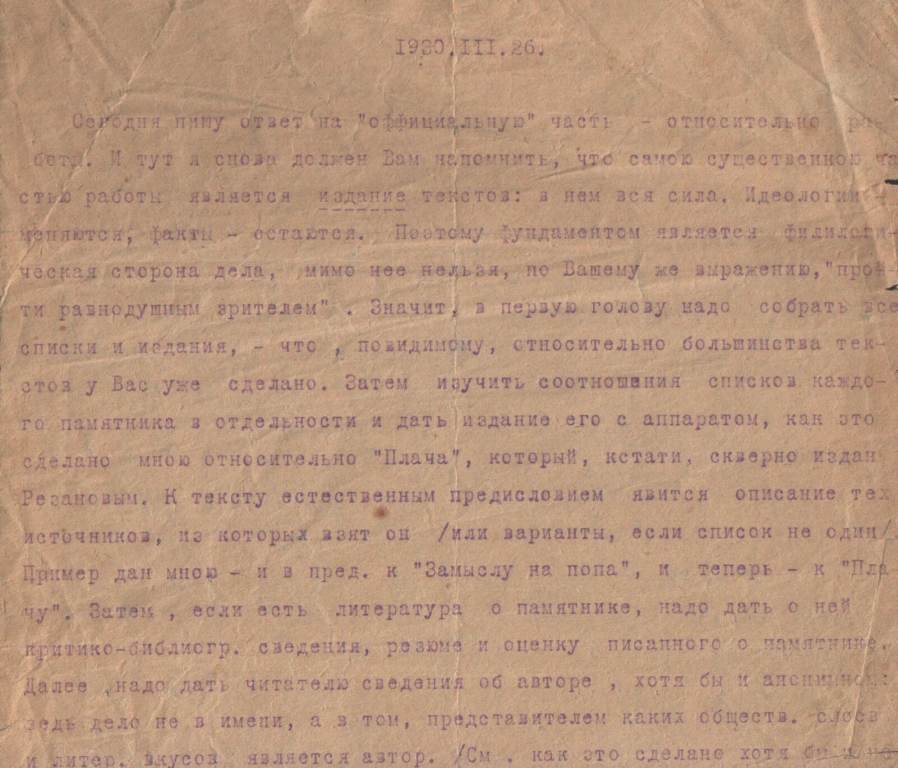 1930.III.26.
Сегодня пишу ответ на "оффициальную" часть - относительно ра-
боты. И тут я снова должен Вам напомнить, что самою существенною ча
стью работы является издание текстов: в нем вся сила. Идеологии -
меняются, факты - остаются. Поэтому фундаментом является филилоги-
ческая сторона дела, мимо нее нельзя, по Вашему же выражению,"прой-
ти равнодушным зрителем" . Значит, в первую голову надо собрать все
списки и издания, - что , повидимому, относительно большинства тек-
стов у Вас уже сделано. Затем изучить соотношения списков каждо-
го памятника в отдельности и дать издание его с аппаратом, как это
сделано мною относительно "Плача", который, кстати, скверно издан
Резановым. К тексту естественным предисловием явится описание тех
источников, из которых взят он /или варианты, если список не один/.
Пример дан мною - и в пред. к "Замыслу на попа", и теперь - к "Пла-
чу". Затем , если есть литература о памятнике, надо дать о ней
критико-библиогр. сведения, резюме и оценку писанного о памятнике.
Далее ,надо дать читателю сведения об авторе , хотя бы и анонимном:
ведь дело не в имени, а в том, представителем каких обществ. слоев
и литер. вкусов является автор. /См . как это сделано хотя бы и не